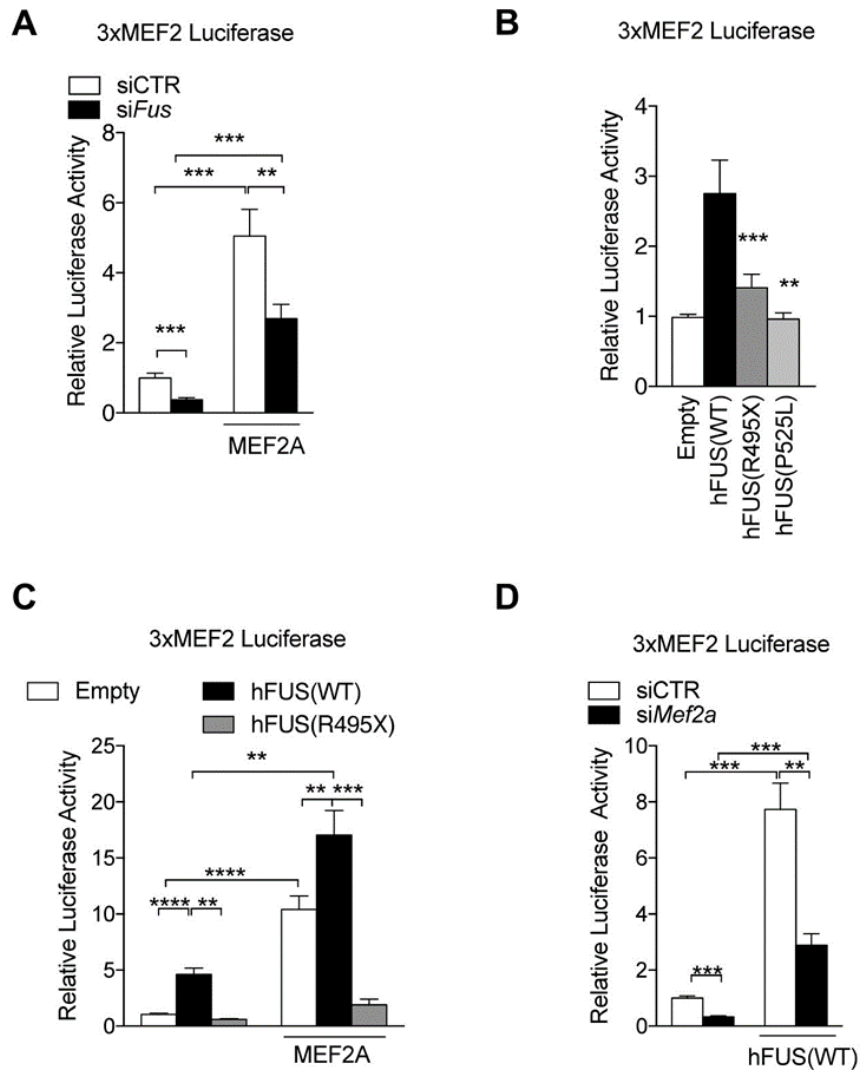 A
3xMEF2 Luciferase
siCTR
siFus
Relative Luciferase Activity
8
6
4
2
0
***
***
**
***
MEF2A
B
3xMEF2 Luciferase
Relative Luciferase Activity
4
3
2
1
0
***
**
Empty
hFUS(WT)
hFUS(R495X)
hFUS(P525L)
C
3xMEF2 Luciferase
Empty
hFUS(WT)
hFUS(R495X)
Relative Luciferase Activity
25
20
15
10
5
0
**
** ***
****
**** **
MEF2A
D
3xMEF2 Luciferase
siCTR
siMef2a
Relative Luciferase Activity
10
8
6
4
2
0
***
*** **
***
hFUS(WT)